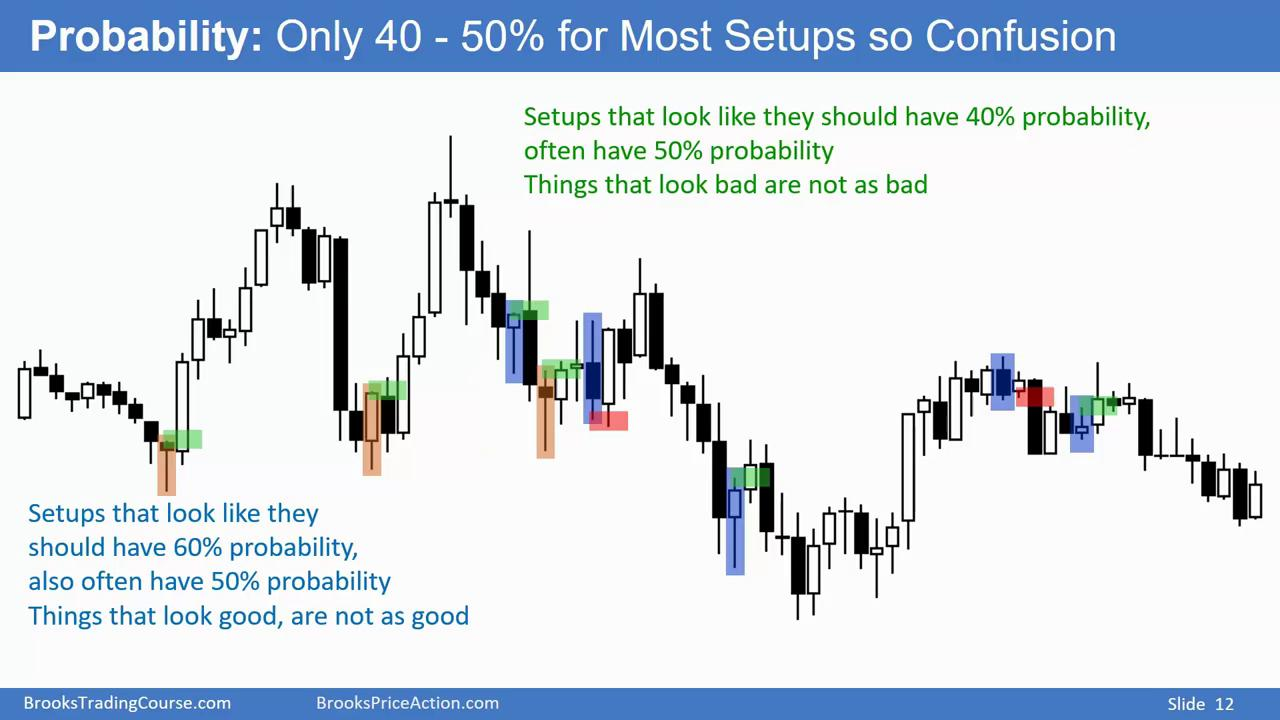 Probability: Only 40 - 50% for Most Setups so Confusion
Setups that look like they should have 40% probability,
often have 50% probability
Things that look bad are not as bad
Setups that look like they
should have 60% probability,
also often have 50% probability
Things that look good, are not as good
BrooksTradingCourse.com
BrooksPriceAction.com
Slide 12